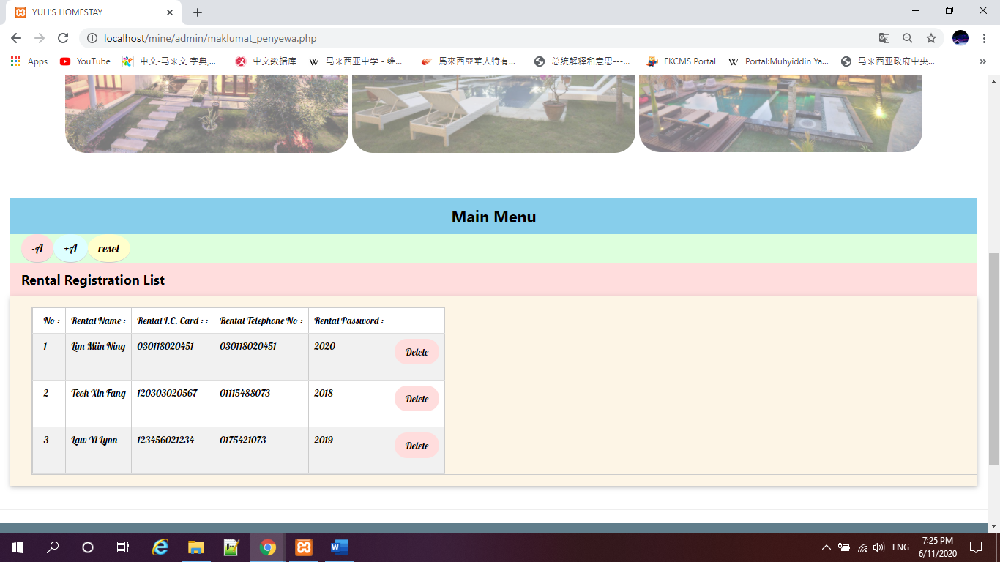 YULI'S HOMESTAY
localhost/mine/admin/maklumat_penyewa.php
Apps YouTube 中文-马来文 字典,... 中文数据库 马来西亚中学 - 维... 馬來西亞華人特有... 总统解释和意思---... EKCMS Portal Portal:Muhyiddin Ya... 马来西亚政府中央... »
Main Menu
-A +A reset
Rental Registration List
No : Rental Name : Rental I.C. Card : : Rental Telephone No : Rental Password :
1 Lim Miin Ning 030118020451 030118020451 2020 Delete
2 Teoh Xin Fang 120303020567 01115488073 2018 Delete
3 Law Yi Lynn 123456021234 0175421073 2019 Delete
ENG
7:25 PM
6/11/2020